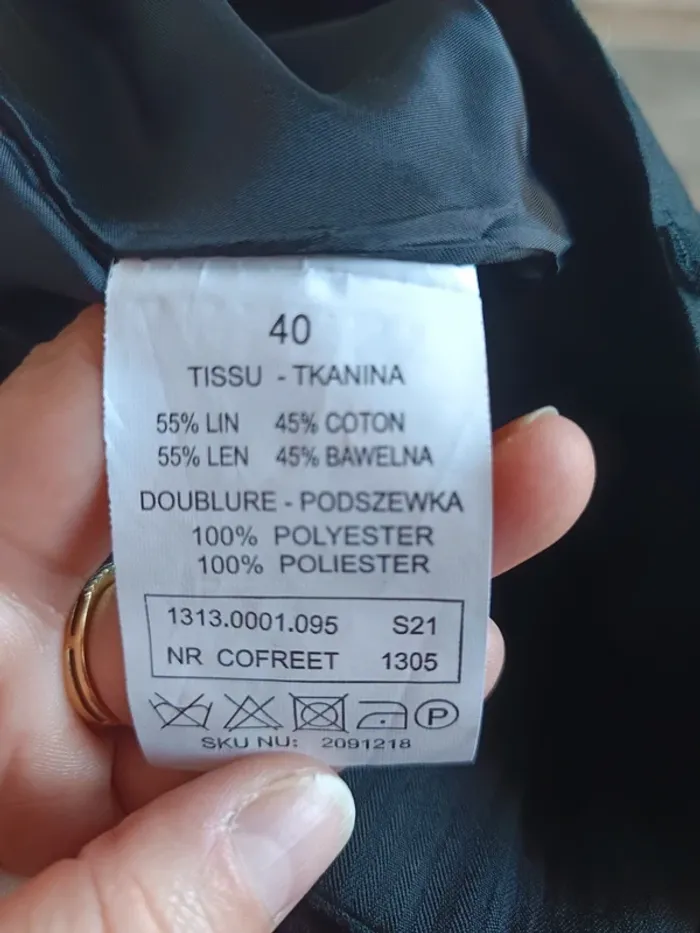 40
TISSU - TKANINA
55% LIN 45% COTON
55% LEN 45% BAWELNA
DOUBLURE - PODSZEWKA
100% POLYESTER
100% POLIESTER
1313.0001.095 S21
NR COFREET 1305
P
SKU NU: 2091218